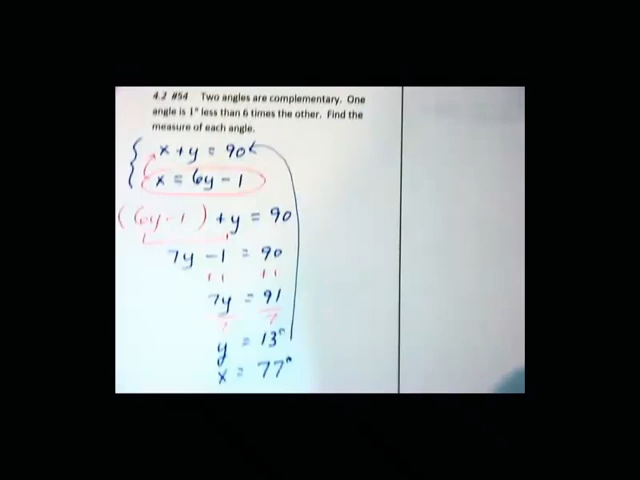 4.2 #54 Two angles are complementary. One
angle is 1° less than 6 times the other. Find the
measure of each angle.
x + y = 90
x = 6y - 1
(6y - 1) + y = 90
7y - 1 = 90
7y = 91
7 7
y = 13°
x = 77°